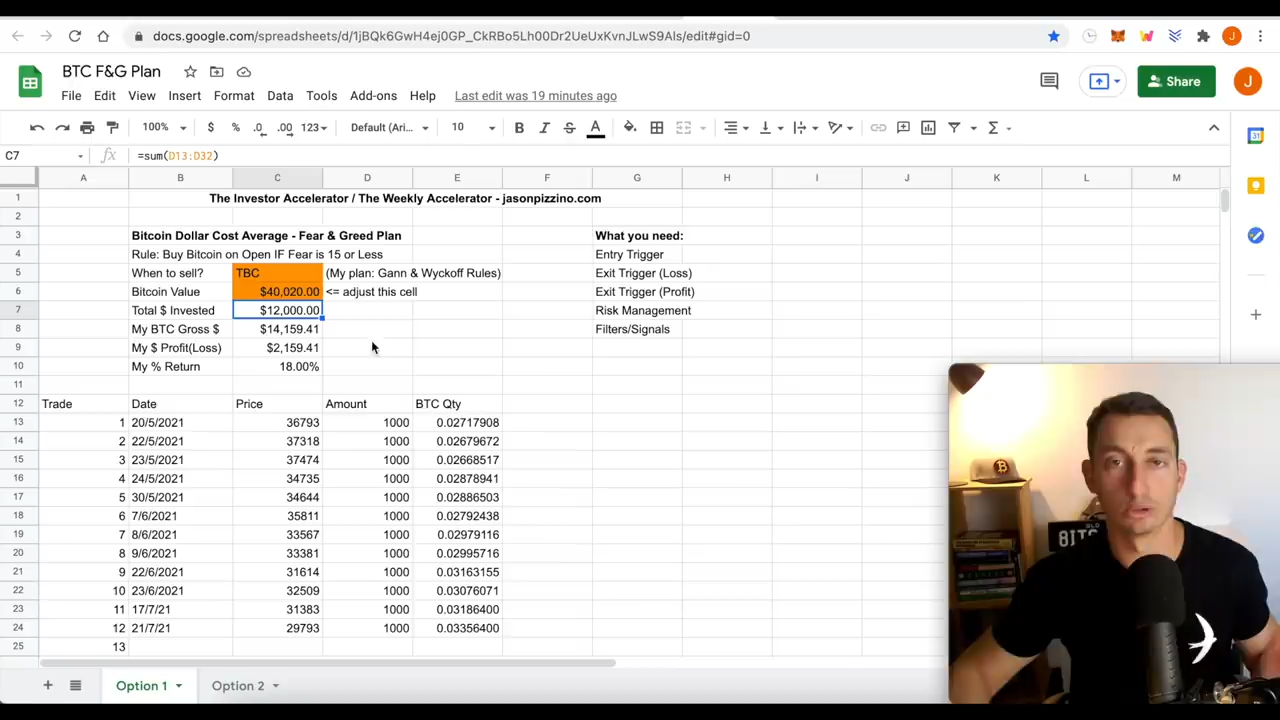 docs.google.com/spreadsheets/d/1jBQk6GwH4ej0GP_CkRBo5Lh00Dr2UeUxKvnJLwS9Als/edit#gid=0
J
BTC F&G Plan
Share
J
File Edit View Insert Format Data Tools Add-ons Help Last edit was 19 minutes ago
100% $ % .0 .00 123 Default (Ari... 10 B I S A
C7 fx =sum(D13:D32)
31
A B C D E F G H I J K L M
1 The Investor Accelerator / The Weekly Accelerator - jasonpizzino.com
2
3 Bitcoin Dollar Cost Average - Fear & Greed Plan What you need:
4 Rule: Buy Bitcoin on Open IF Fear is 15 or Less Entry Trigger
5 When to sell? TBC (My plan: Gann & Wyckoff Rules) Exit Trigger (Loss)
6 Bitcoin Value $40,020.00 <= adjust this cell Exit Trigger (Profit)
7 Total $ Invested $12,000.00 Risk Management
8 My BTC Gross $ $14,159.41 Filters/Signals
9 My $ Profit(Loss) $2,159.41
10 My % Return 18.00%
11
12 Trade Date Price Amount BTC Qty
13 1 20/5/2021 36793 1000 0.02717908
14 2 22/5/2021 37318 1000 0.02679672
15 3 23/5/2021 37474 1000 0.02668517
16 4 24/5/2021 34735 1000 0.02878941
17 5 30/5/2021 34644 1000 0.02886503
18 6 7/6/2021 35811 1000 0.02792438
19 7 8/6/2021 33567 1000 0.02979116
20 8 9/6/2021 33381 1000 0.02995716
21 9 22/6/2021 31614 1000 0.03163155
22 10 23/6/2021 32509 1000 0.03076071
23 11 17/7/21 31383 1000 0.03186400
24 12 21/7/21 29793 1000 0.03356400
25 13
8ITC
Option 1 Option 2